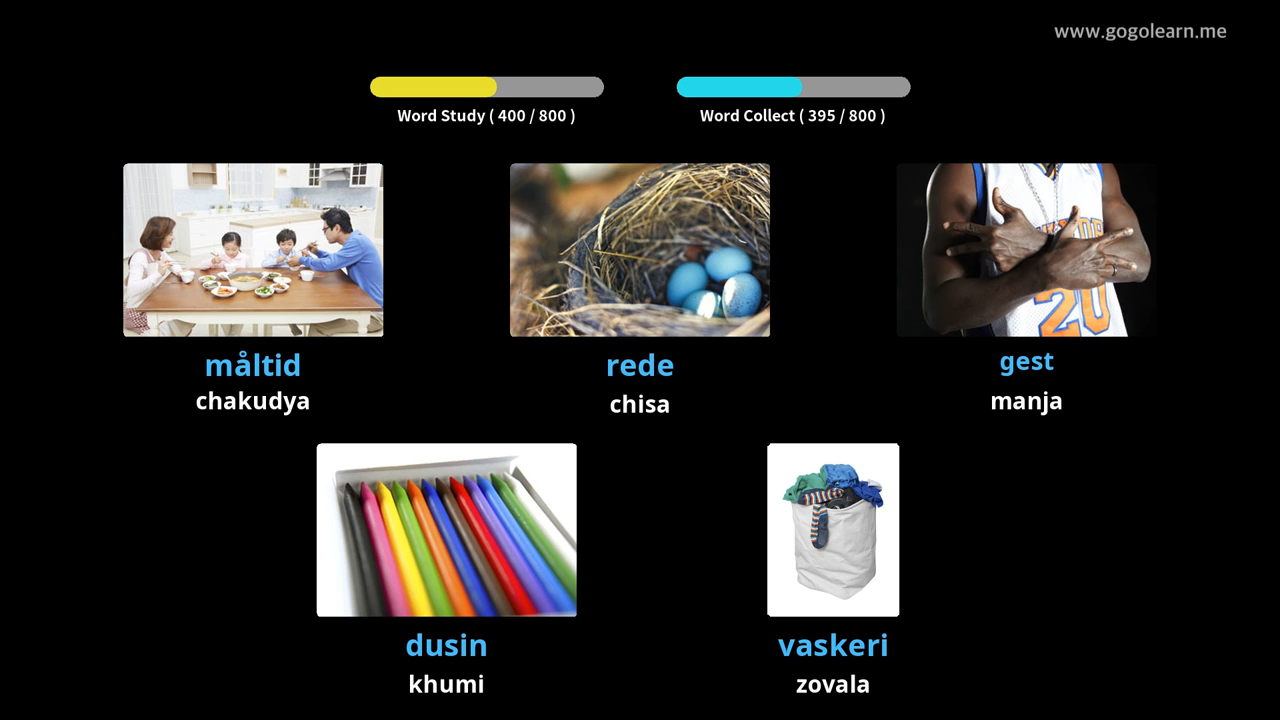 www.gogolearn.me
Word Study ( 400 / 800 )
Word Collect ( 395 / 800 )
20
måltid
chakudya
rede
chisa
gest
manja
dusin
khumi
vaskeri
zovala